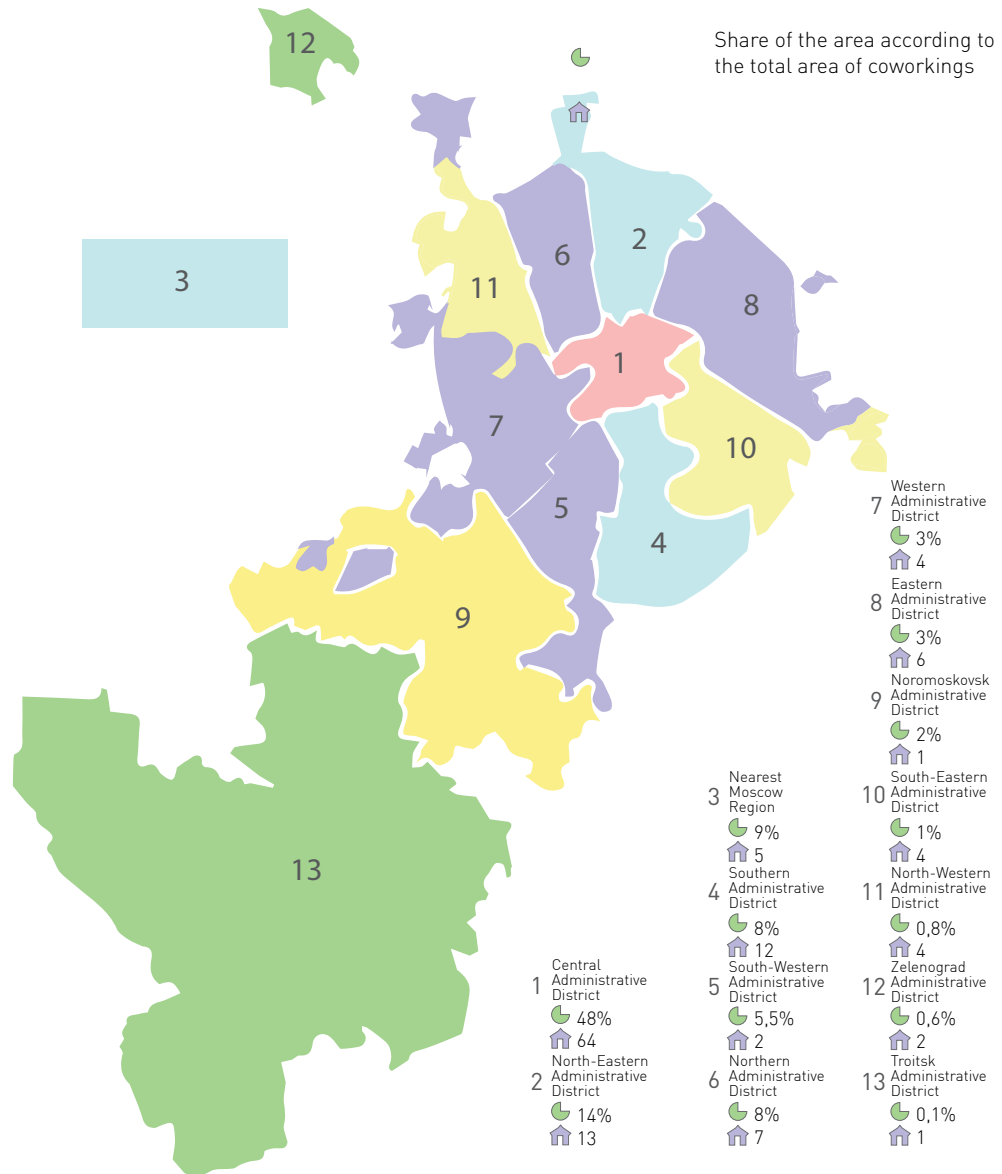 Share of the area according to
the total area of coworkings
12
2
6
3
11
8
1
7
10
5
4
9
13
1
Central
Administrative
District
48%
64
2
North-Eastern
Administrative
District
14%
13
3
Nearest
Moscow
Region
9%
5
4
Southern
Administrative
District
8%
12
5
South-Western
Administrative
District
5,5%
2
6
Northern
Administrative
District
8%
7
7
Western
Administrative
District
3%
4
8
Eastern
Administrative
District
3%
6
9
Noromoskovsk
Administrative
District
2%
1
10
South-Eastern
Administrative
District
1%
4
11
North-Western
Administrative
District
0,8%
4
12
Zelenograd
Administrative
District
0,6%
2
13
Troitsk
Administrative
District
0,1%
1